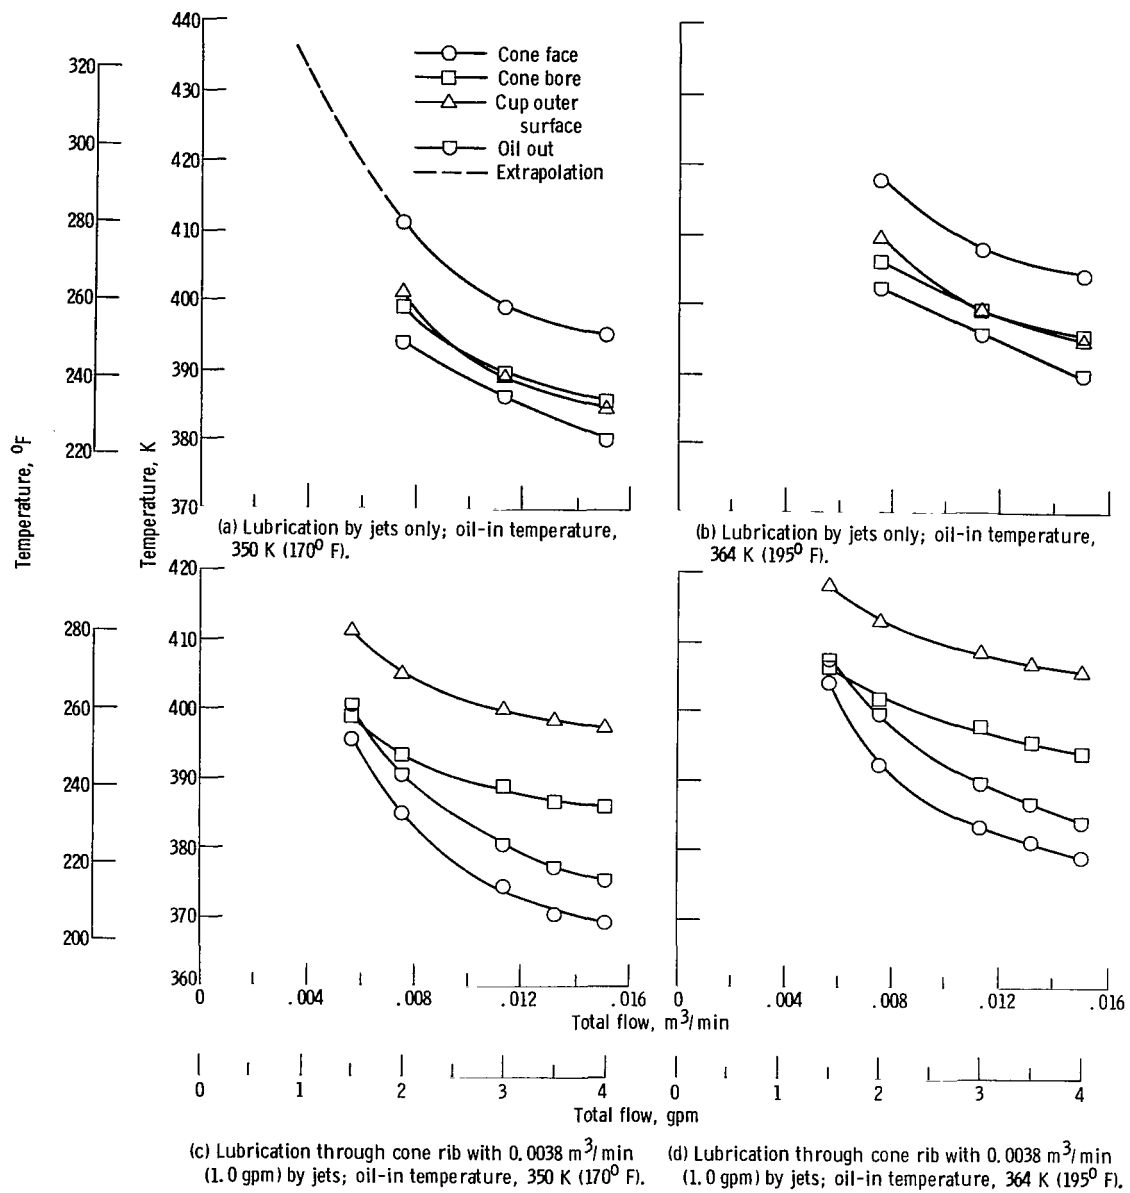 440
430
420
410
400
390
380
370
320
300
280
260
240
220
Temperature, °F
Temperature, K
Cone face
Cone bore
Cup outer
surface
Oil out
Extrapolation
(a) Lubrication by jets only; oil-in temperature,
350 K (170° F).
(b) Lubrication by jets only; oil-in temperature,
364 K (195° F).
420
410
400
390
380
370
360
280
260
240
220
200
0 .004 .008 .012 .016
0 .004 .008 .012 .016
Total flow, m³/min
0 1 2 3 4
0 1 2 3 4
Total flow, gpm
(c) Lubrication through cone rib with 0.0038 m³/min
(1.0 gpm) by jets; oil-in temperature, 350 K (170° F).
(d) Lubrication through cone rib with 0.0038 m³/min
(1.0 gpm) by jets; oil-in temperature, 364 K (195° F).